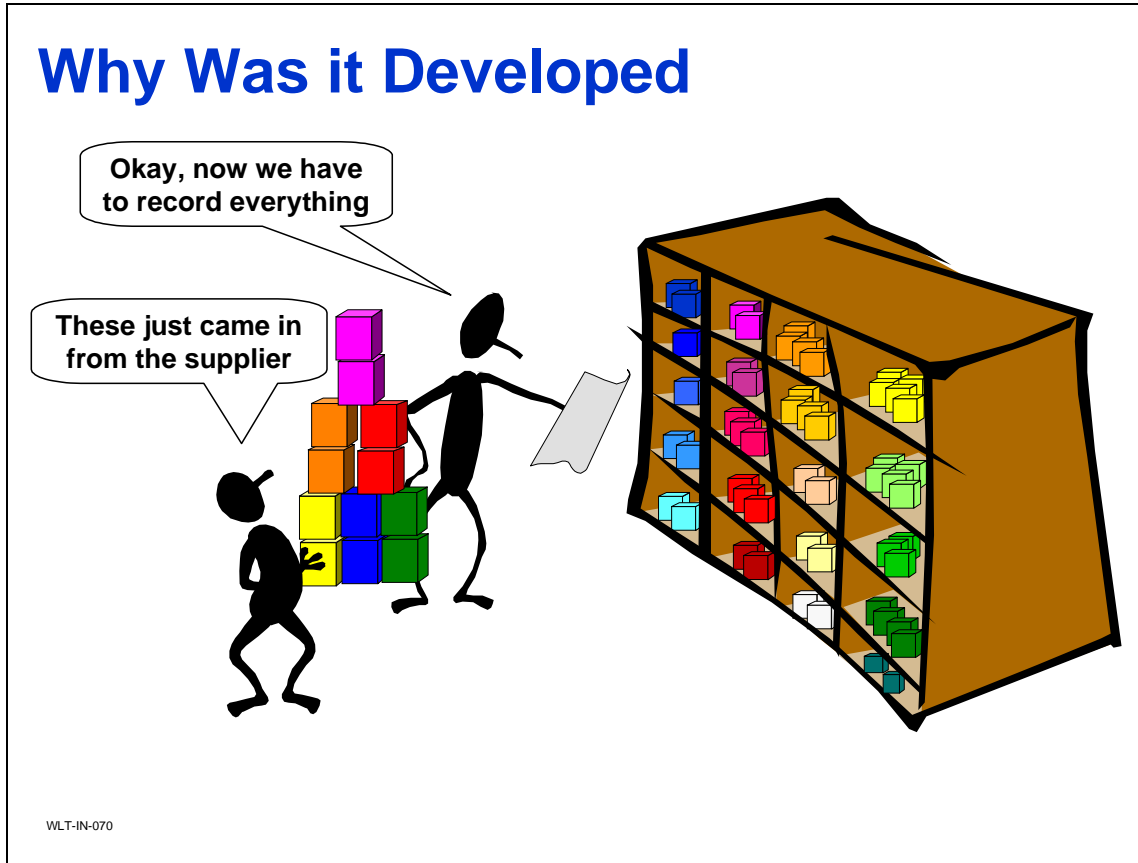 Why Was it Developed
Okay, now we have
to record everything
These just came in
from the supplier
WLT-IN-070